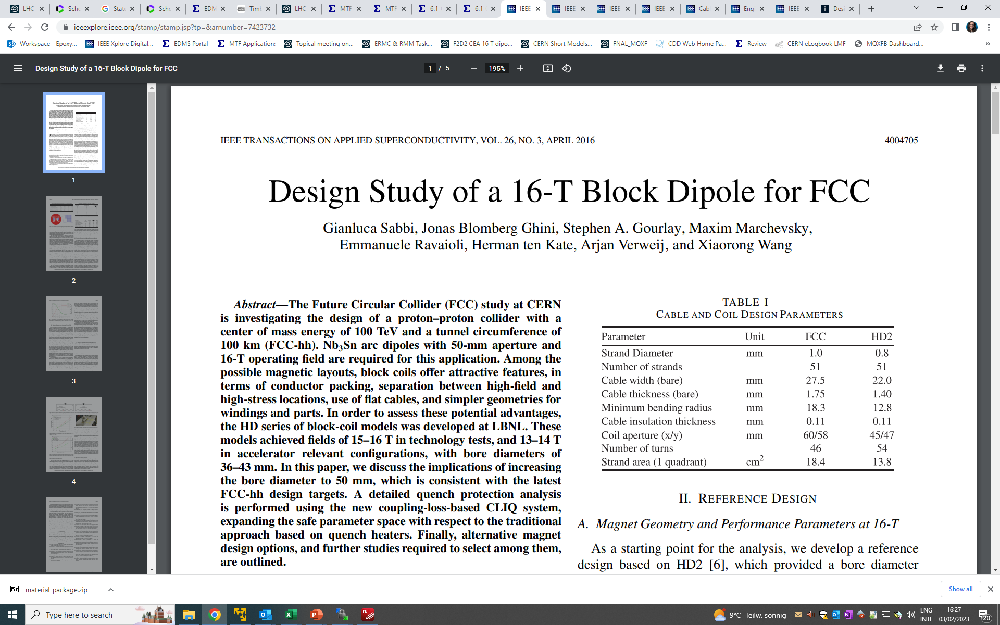 LHC
Scho
Stat
Scho
EDM
Timb
LHC
MTF
MTF
6.1-
6.1-
IEEE
IEEE
IEEE
IEEE
Cab
Engi
IEEE
Desi
ieeexplore.ieee.org/stamp/stamp.jsp?tp=&arnumber=7423732
Workspace - Epoxy...
IEEE Xplore Digital...
EDMS Portal
MTF Application:
Topical meeting on...
ERMC & RMM Task...
F2D2 CEA 16 T dipo...
CERN Short Models...
FNAL_MQXF
CDD Web Home Pa...
Review
CERN eLogbook LMF
MQXFB Dashboard...
Design Study of a 16-T Block Dipole for FCC
1 / 5
195%
1
2
3
4
IEEE TRANSACTIONS ON APPLIED SUPERCONDUCTIVITY, VOL. 26, NO. 3, APRIL 2016
4004705
Design Study of a 16-T Block Dipole for FCC
Gianluca Sabbi, Jonas Blomberg Ghini, Stephen A. Gourlay, Maxim Marchevsky,
Emmanuele Ravaioli, Herman ten Kate, Arjan Verweij, and Xiaorong Wang
Abstract—The Future Circular Collider (FCC) study at CERN
is investigating the design of a proton–proton collider with a
center of mass energy of 100 TeV and a tunnel circumference of
100 km (FCC-hh). Nb3Sn arc dipoles with 50-mm aperture and
16-T operating field are required for this application. Among the
possible magnetic layouts, block coils offer attractive features, in
terms of conductor packing, separation between high-field and
high-stress locations, use of flat cables, and simpler geometries for
windings and parts. In order to assess these potential advantages,
the HD series of block-coil models was developed at LBNL. These
models achieved fields of 15–16 T in technology tests, and 13–14 T
in accelerator relevant configurations, with bore diameters of
36–43 mm. In this paper, we discuss the implications of increasing
the bore diameter to 50 mm, which is consistent with the latest
FCC-hh design targets. A detailed quench protection analysis
is performed using the new coupling-loss-based CLIQ system,
expanding the safe parameter space with respect to the traditional
approach based on quench heaters. Finally, alternative magnet
design options, and further studies required to select among them,
are outlined.
TABLE I
CABLE AND COIL DESIGN PARAMETERS
Parameter Unit FCC HD2
Strand Diameter mm 1.0 0.8
Number of strands 51 51
Cable width (bare) mm 27.5 22.0
Cable thickness (bare) mm 1.75 1.40
Minimum bending radius mm 18.3 12.8
Cable insulation thickness mm 0.11 0.11
Coil aperture (x/y) mm 60/58 45/47
Number of turns 46 54
Strand area (1 quadrant) cm2 18.4 13.8
II. REFERENCE DESIGN
A. Magnet Geometry and Performance Parameters at 16-T
As a starting point for the analysis, we develop a reference
design based on HD2 [6], which provided a bore diameter
material-package.zip
Show all
Type here to search
9°C Teilw. sonnig
ENG
INTL
16:27
03/02/2023
20